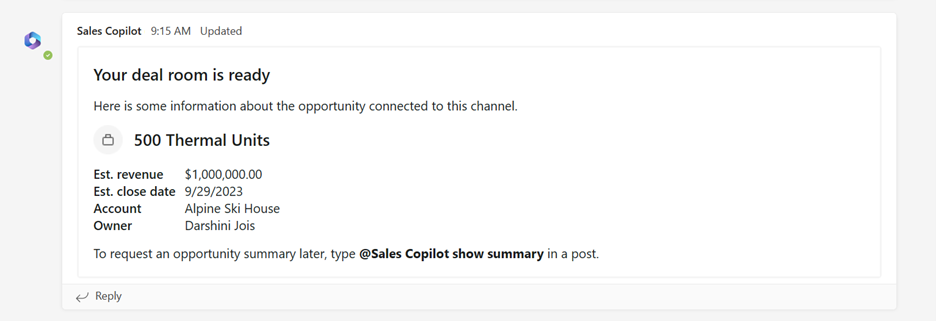 Sales Copilot 9:15 AM Updated
Your deal room is ready
Here is some information about the opportunity connected to this channel.
500 Thermal Units
Est. revenue $1,000,000.00
Est. close date 9/29/2023
Account Alpine Ski House
Owner Darshini Jois
To request an opportunity summary later, type @Sales Copilot show summary in a post.
Reply